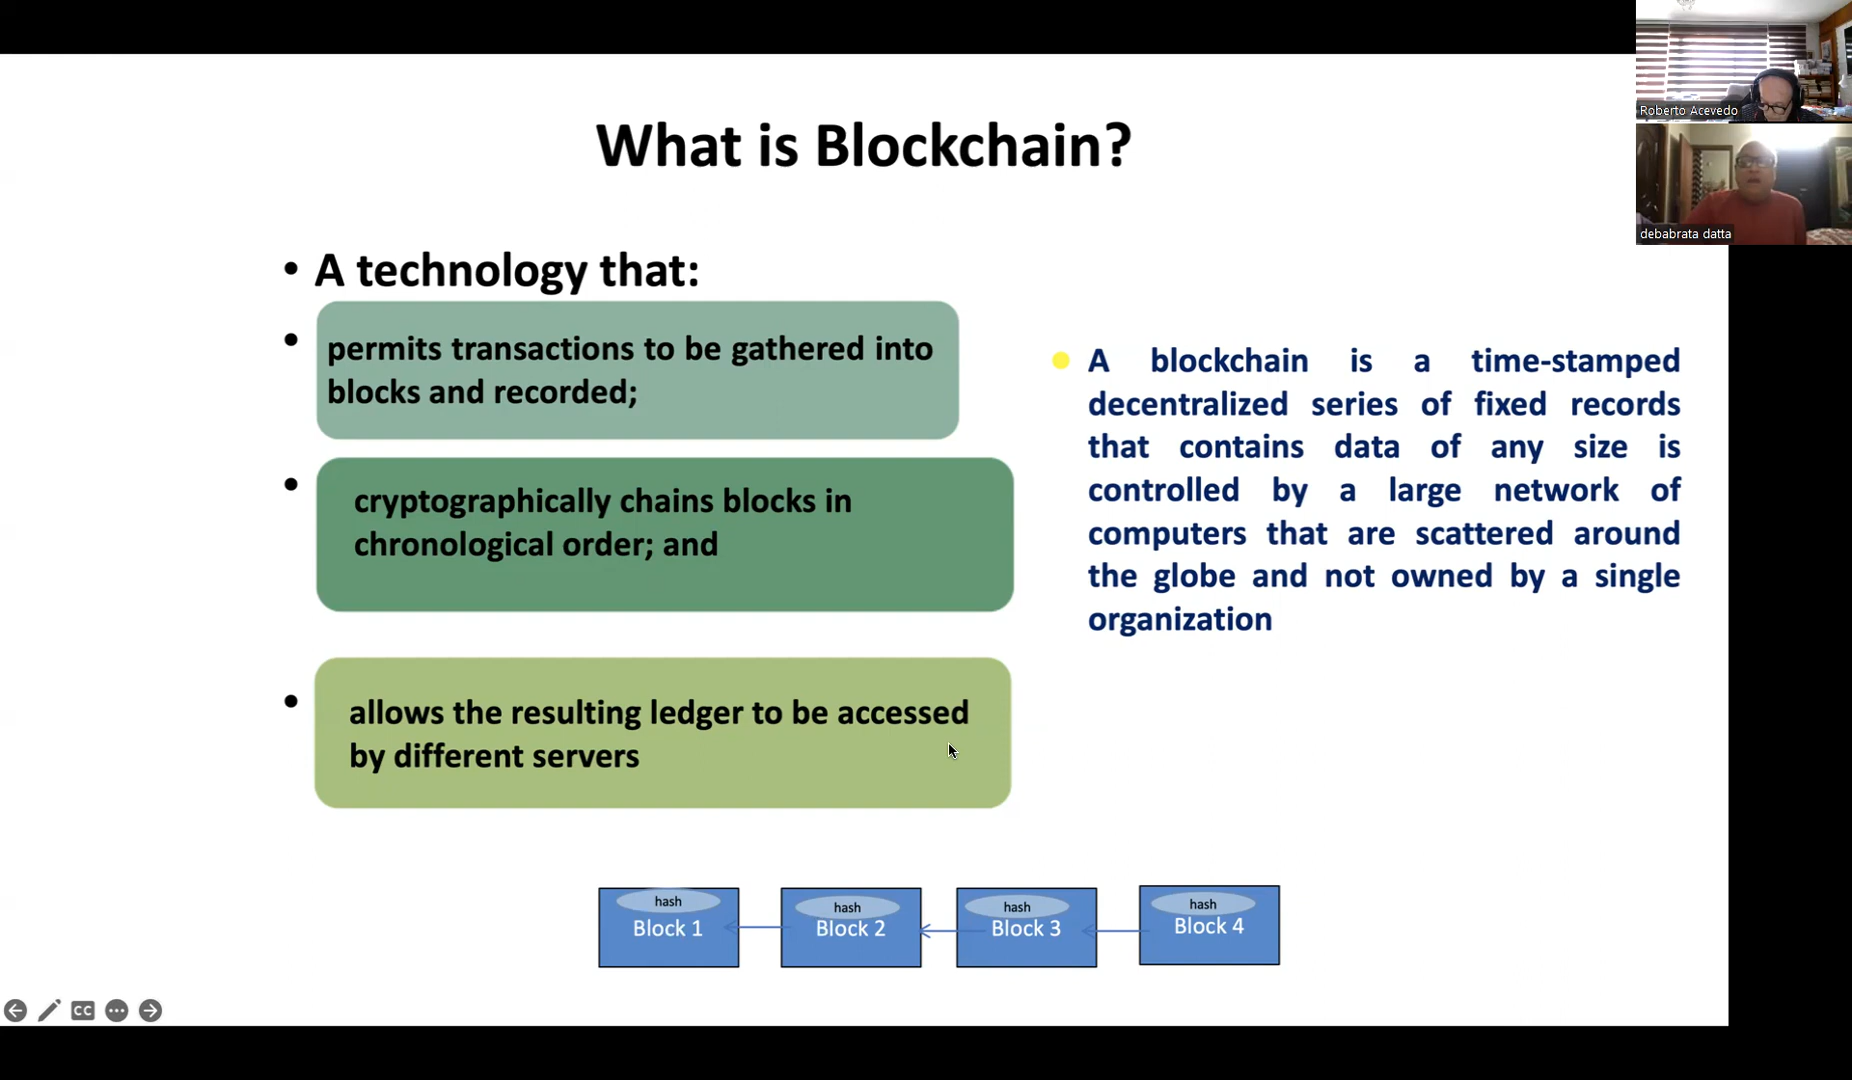 What is Blockchain?
• A technology that:
• permits transactions to be gathered into
blocks and recorded;
• cryptographically chains blocks in
chronological order; and
• allows the resulting ledger to be accessed
by different servers
• A blockchain is a time-stamped
decentralized series of fixed records
that contains data of any size is
controlled by a large network of
computers that are scattered around
the globe and not owned by a single
organization
hash
Block 1
hash
Block 2
hash
Block 3
hash
Block 4
Roberto Acevedo
debabrata datta
CC